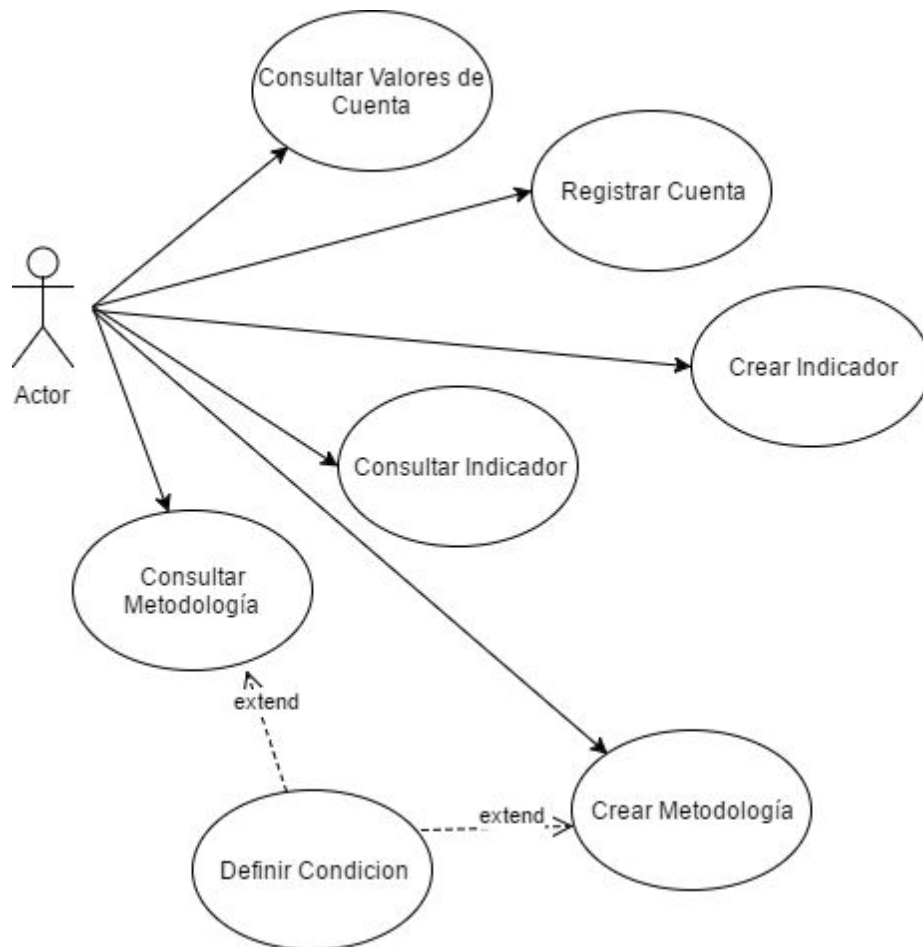 Consultar Valores de
Cuenta
Registrar Cuenta
Crear Indicador
Actor
Consultar Indicador
Consultar
Metodología
extend
extend
Crear Metodología
Definir Condicion